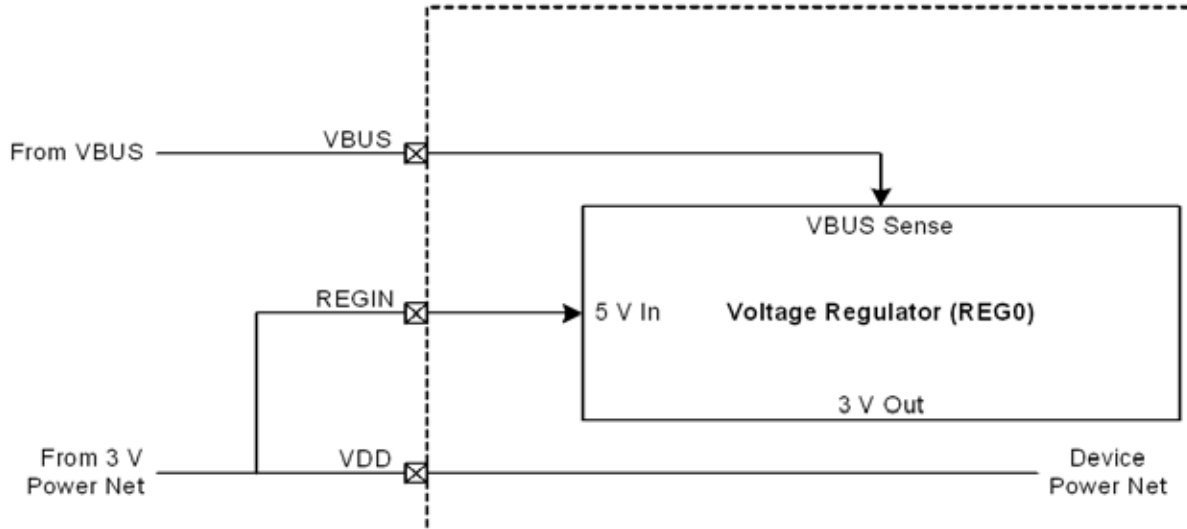 From VBUS
VBUS
VBUS Sense
REGIN
5 V In
Voltage Regulator (REG0)
3 V Out
From 3 V
Power Net
VDD
Device
Power Net